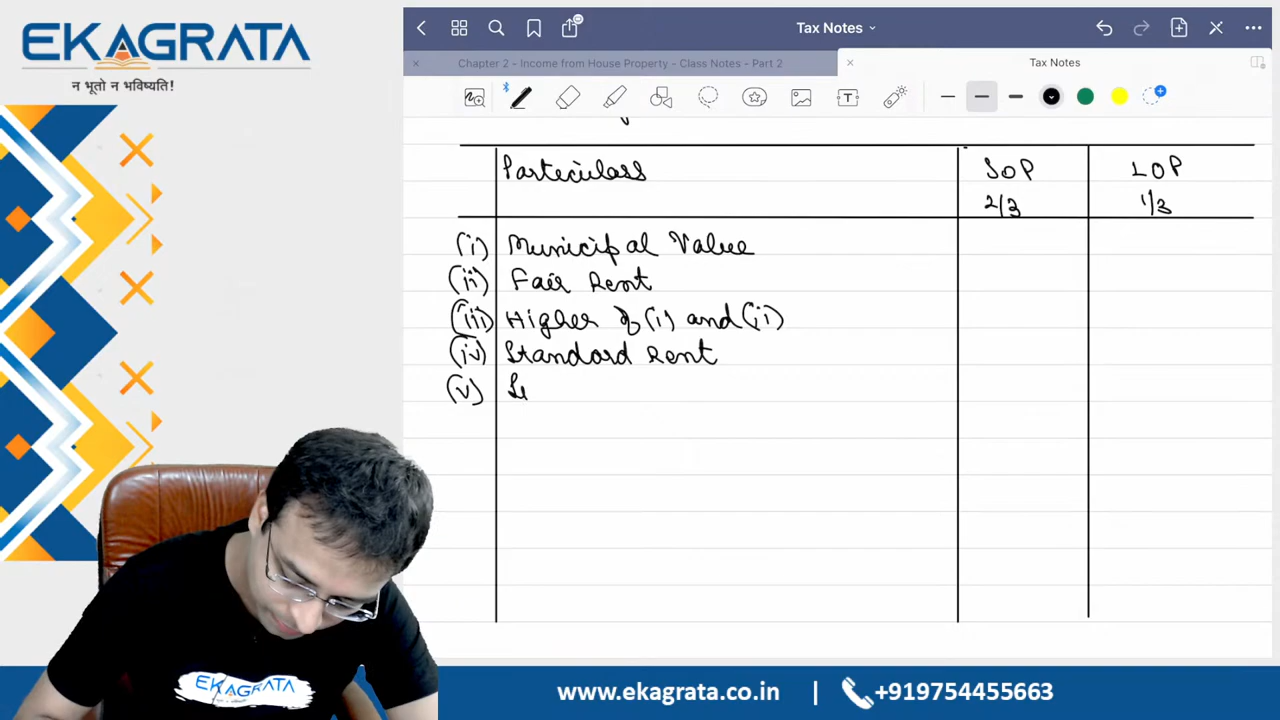 EKAGRATA
न भूतो न भविष्यति!
Tax Notes
Chapter 2 - Income from House Property - Class Notes - Part 2
Tax Notes
Particulars
SOP
LOP
2/3
1/3
(i) Municipal Value
(ii) Fair Rent
(iii) Higher of (i) and (ii)
(iv) Standard Rent
(v)
EKAGRATA
www.ekagrata.co.in | +919754455663